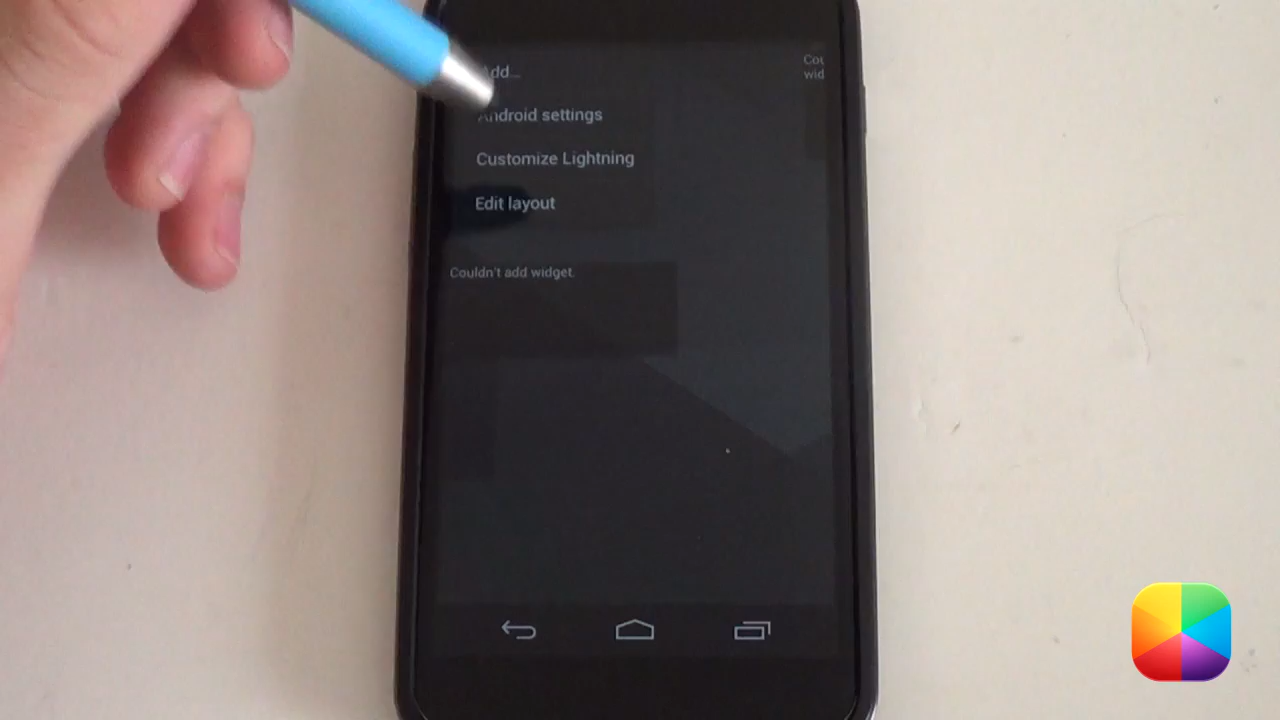 Add...
Android settings
Customize Lightning
Edit layout
Couldn't add widget.